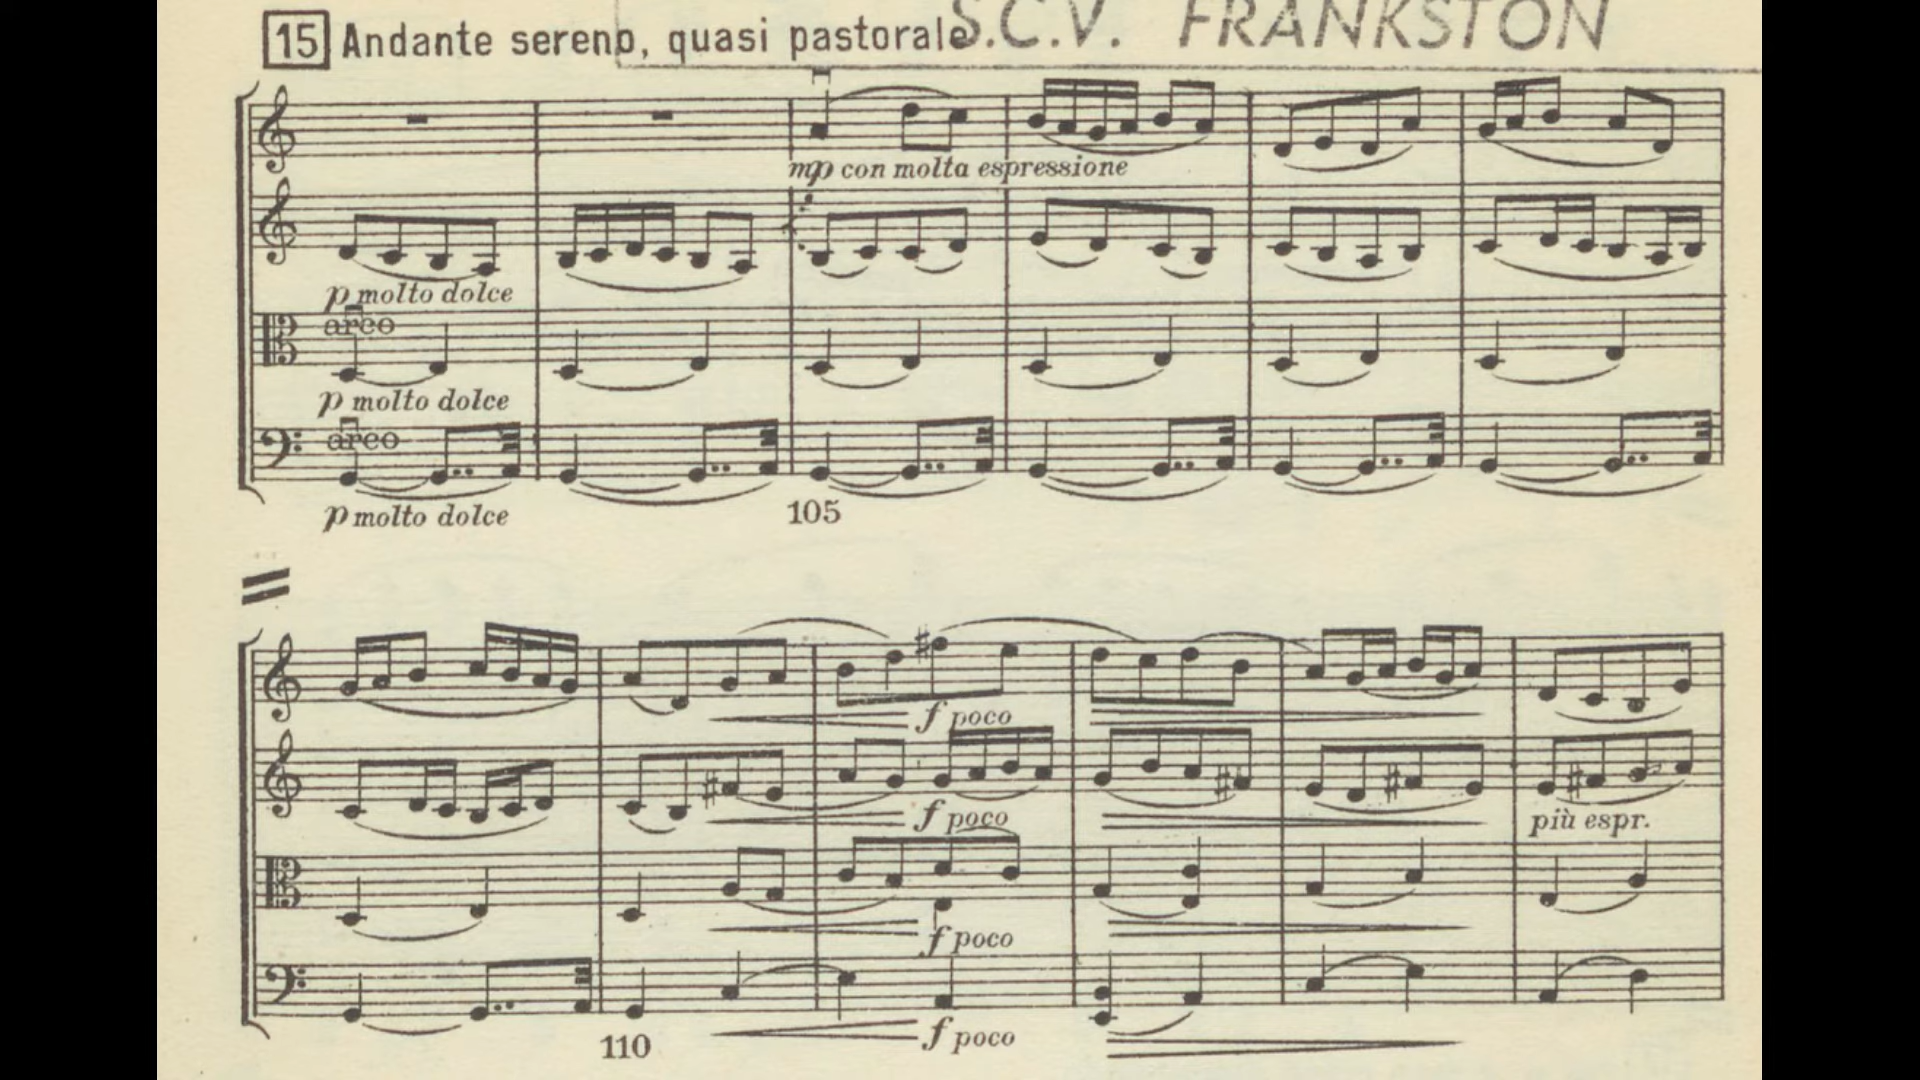 S.C.V. FRANKSTON
15 Andante sereno, quasi pastorale
mp con molta espressione
p molto dolce
arco
p molto dolce
arco
p molto dolce
105
f poco
f poco
più espr.
f poco
f poco
110